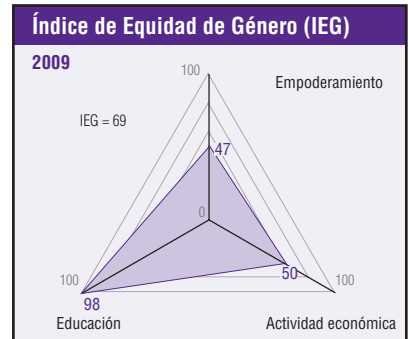 Índice de Equidad de Género (IEG)
2009
100
Empoderamiento
IEG = 69
47
0
50
100
100
98
Educación
Actividad económica